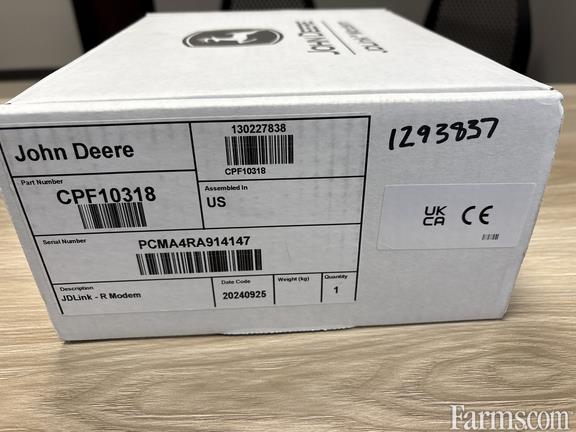 JOHN DEERE
John Deere
130227838
CPF10318
Part Number
CPF10318
Assembled In
US
Serial Number
PCMA4RA914147
Description
JDLink - R Modem
Date Code
20240925
Weight (kg)
Quantity
1
1293837
UK
CA CE
Farms.com